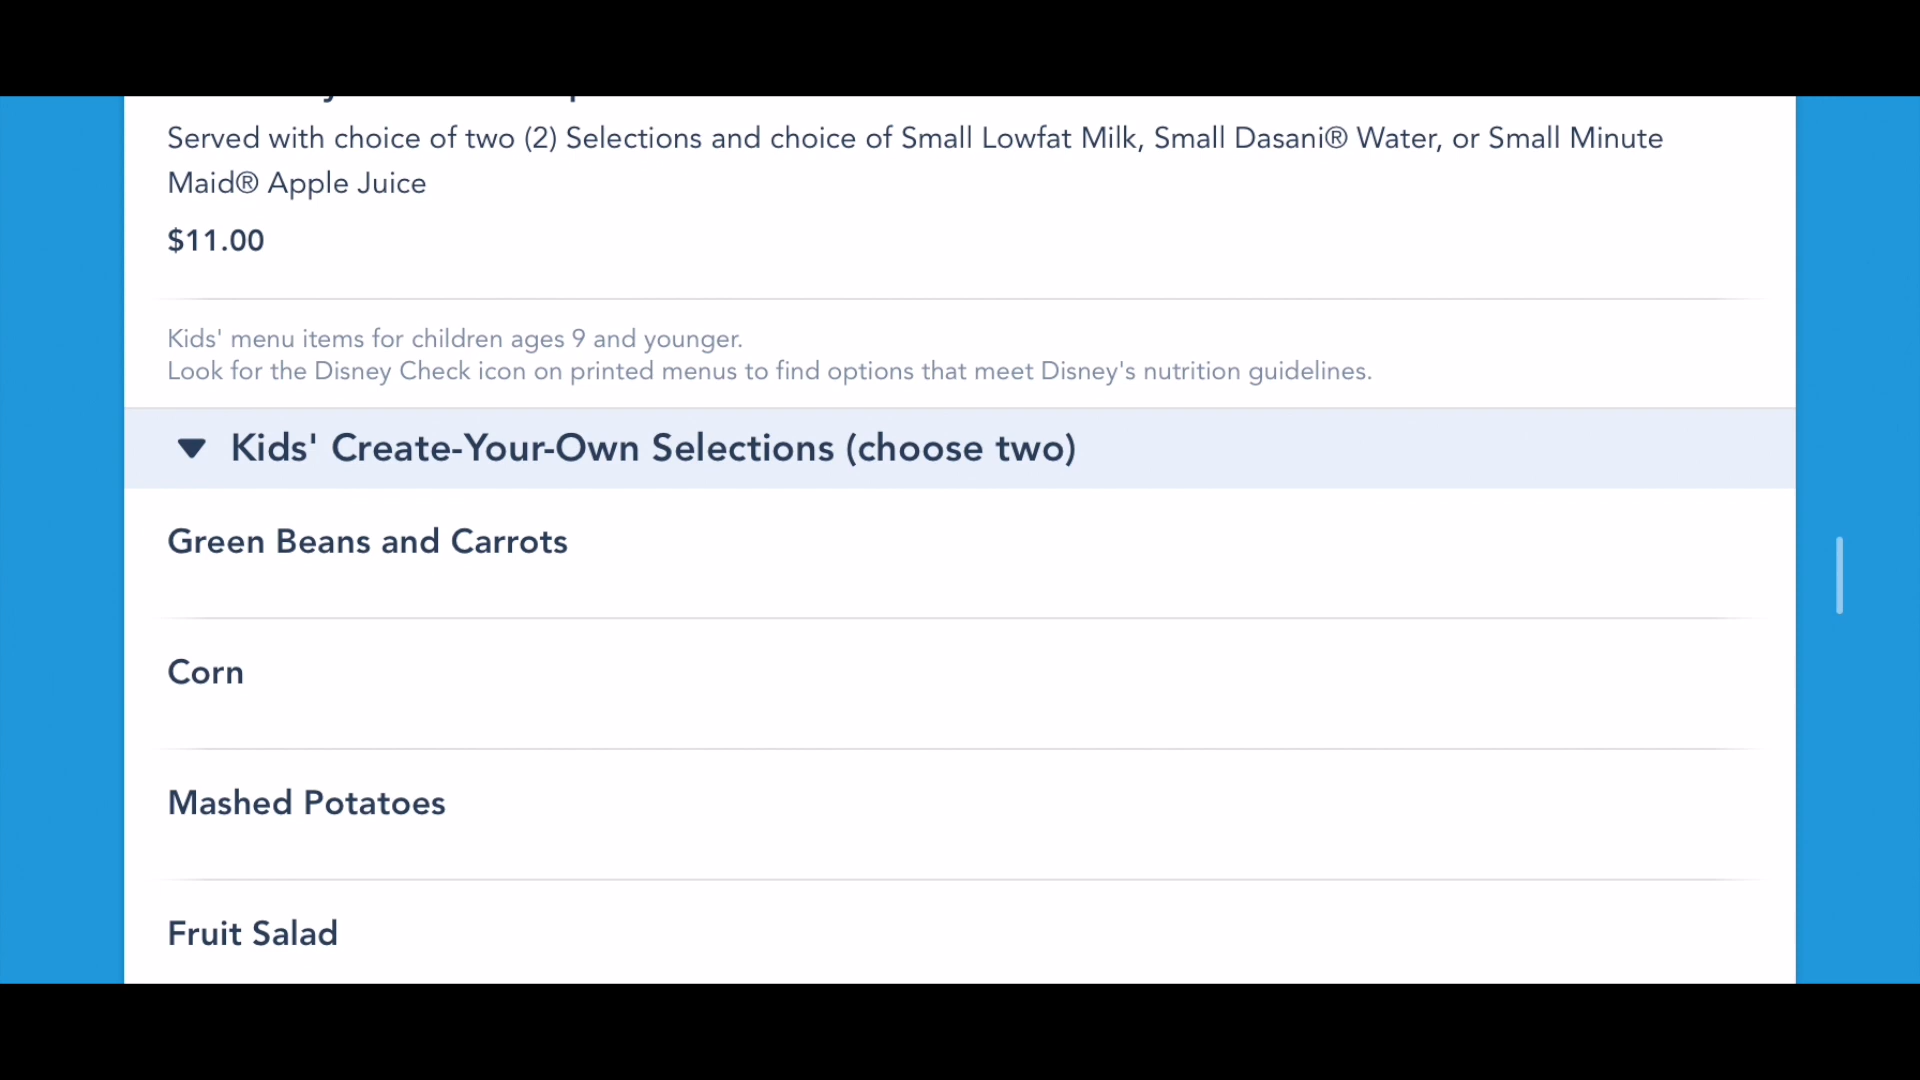 Served with choice of two (2) Selections and choice of Small Lowfat Milk, Small Dasani® Water, or Small Minute
Maid® Apple Juice
$11.00
Kids' menu items for children ages 9 and younger.
Look for the Disney Check icon on printed menus to find options that meet Disney's nutrition guidelines.
Kids' Create-Your-Own Selections (choose two)
Green Beans and Carrots
Corn
Mashed Potatoes
Fruit Salad